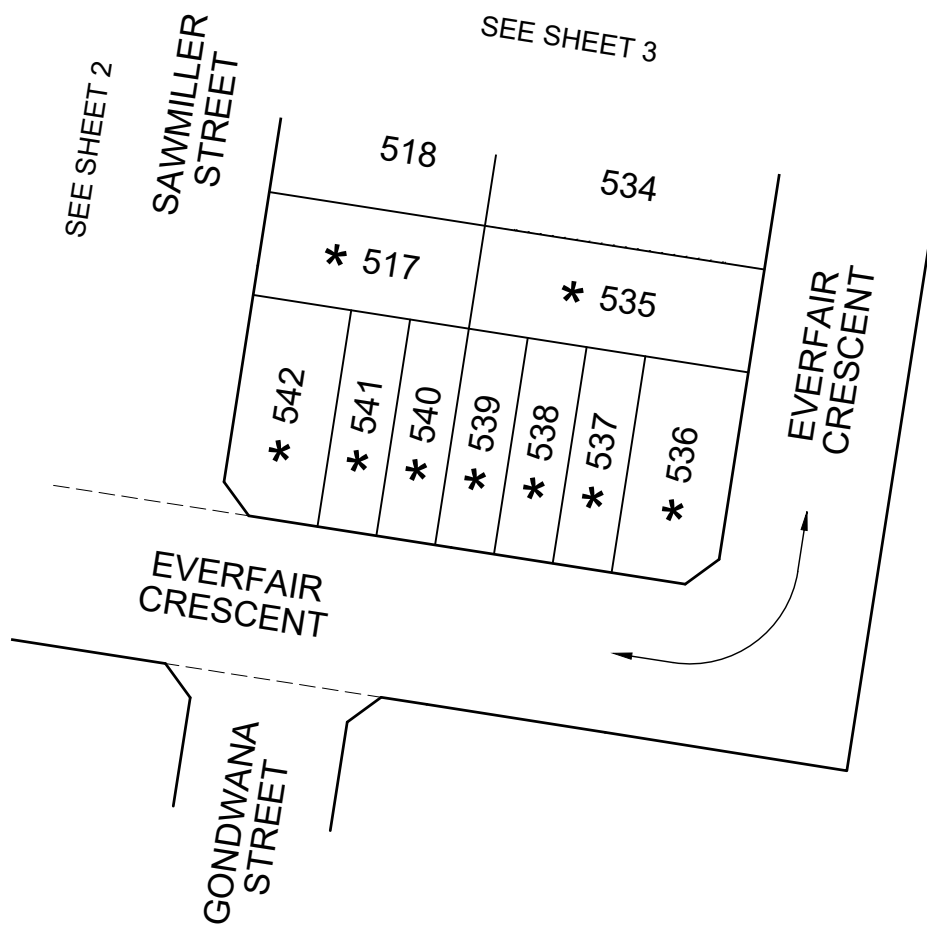 SEE SHEET 3
SEE SHEET 2
SAWMILLER
STREET
518
534
* 517
* 535
EVERFAIR
CRESCENT
* 542
* 541
* 540
* 539
* 538
* 537
* 536
EVERFAIR
CRESCENT
GONDWANA
STREET